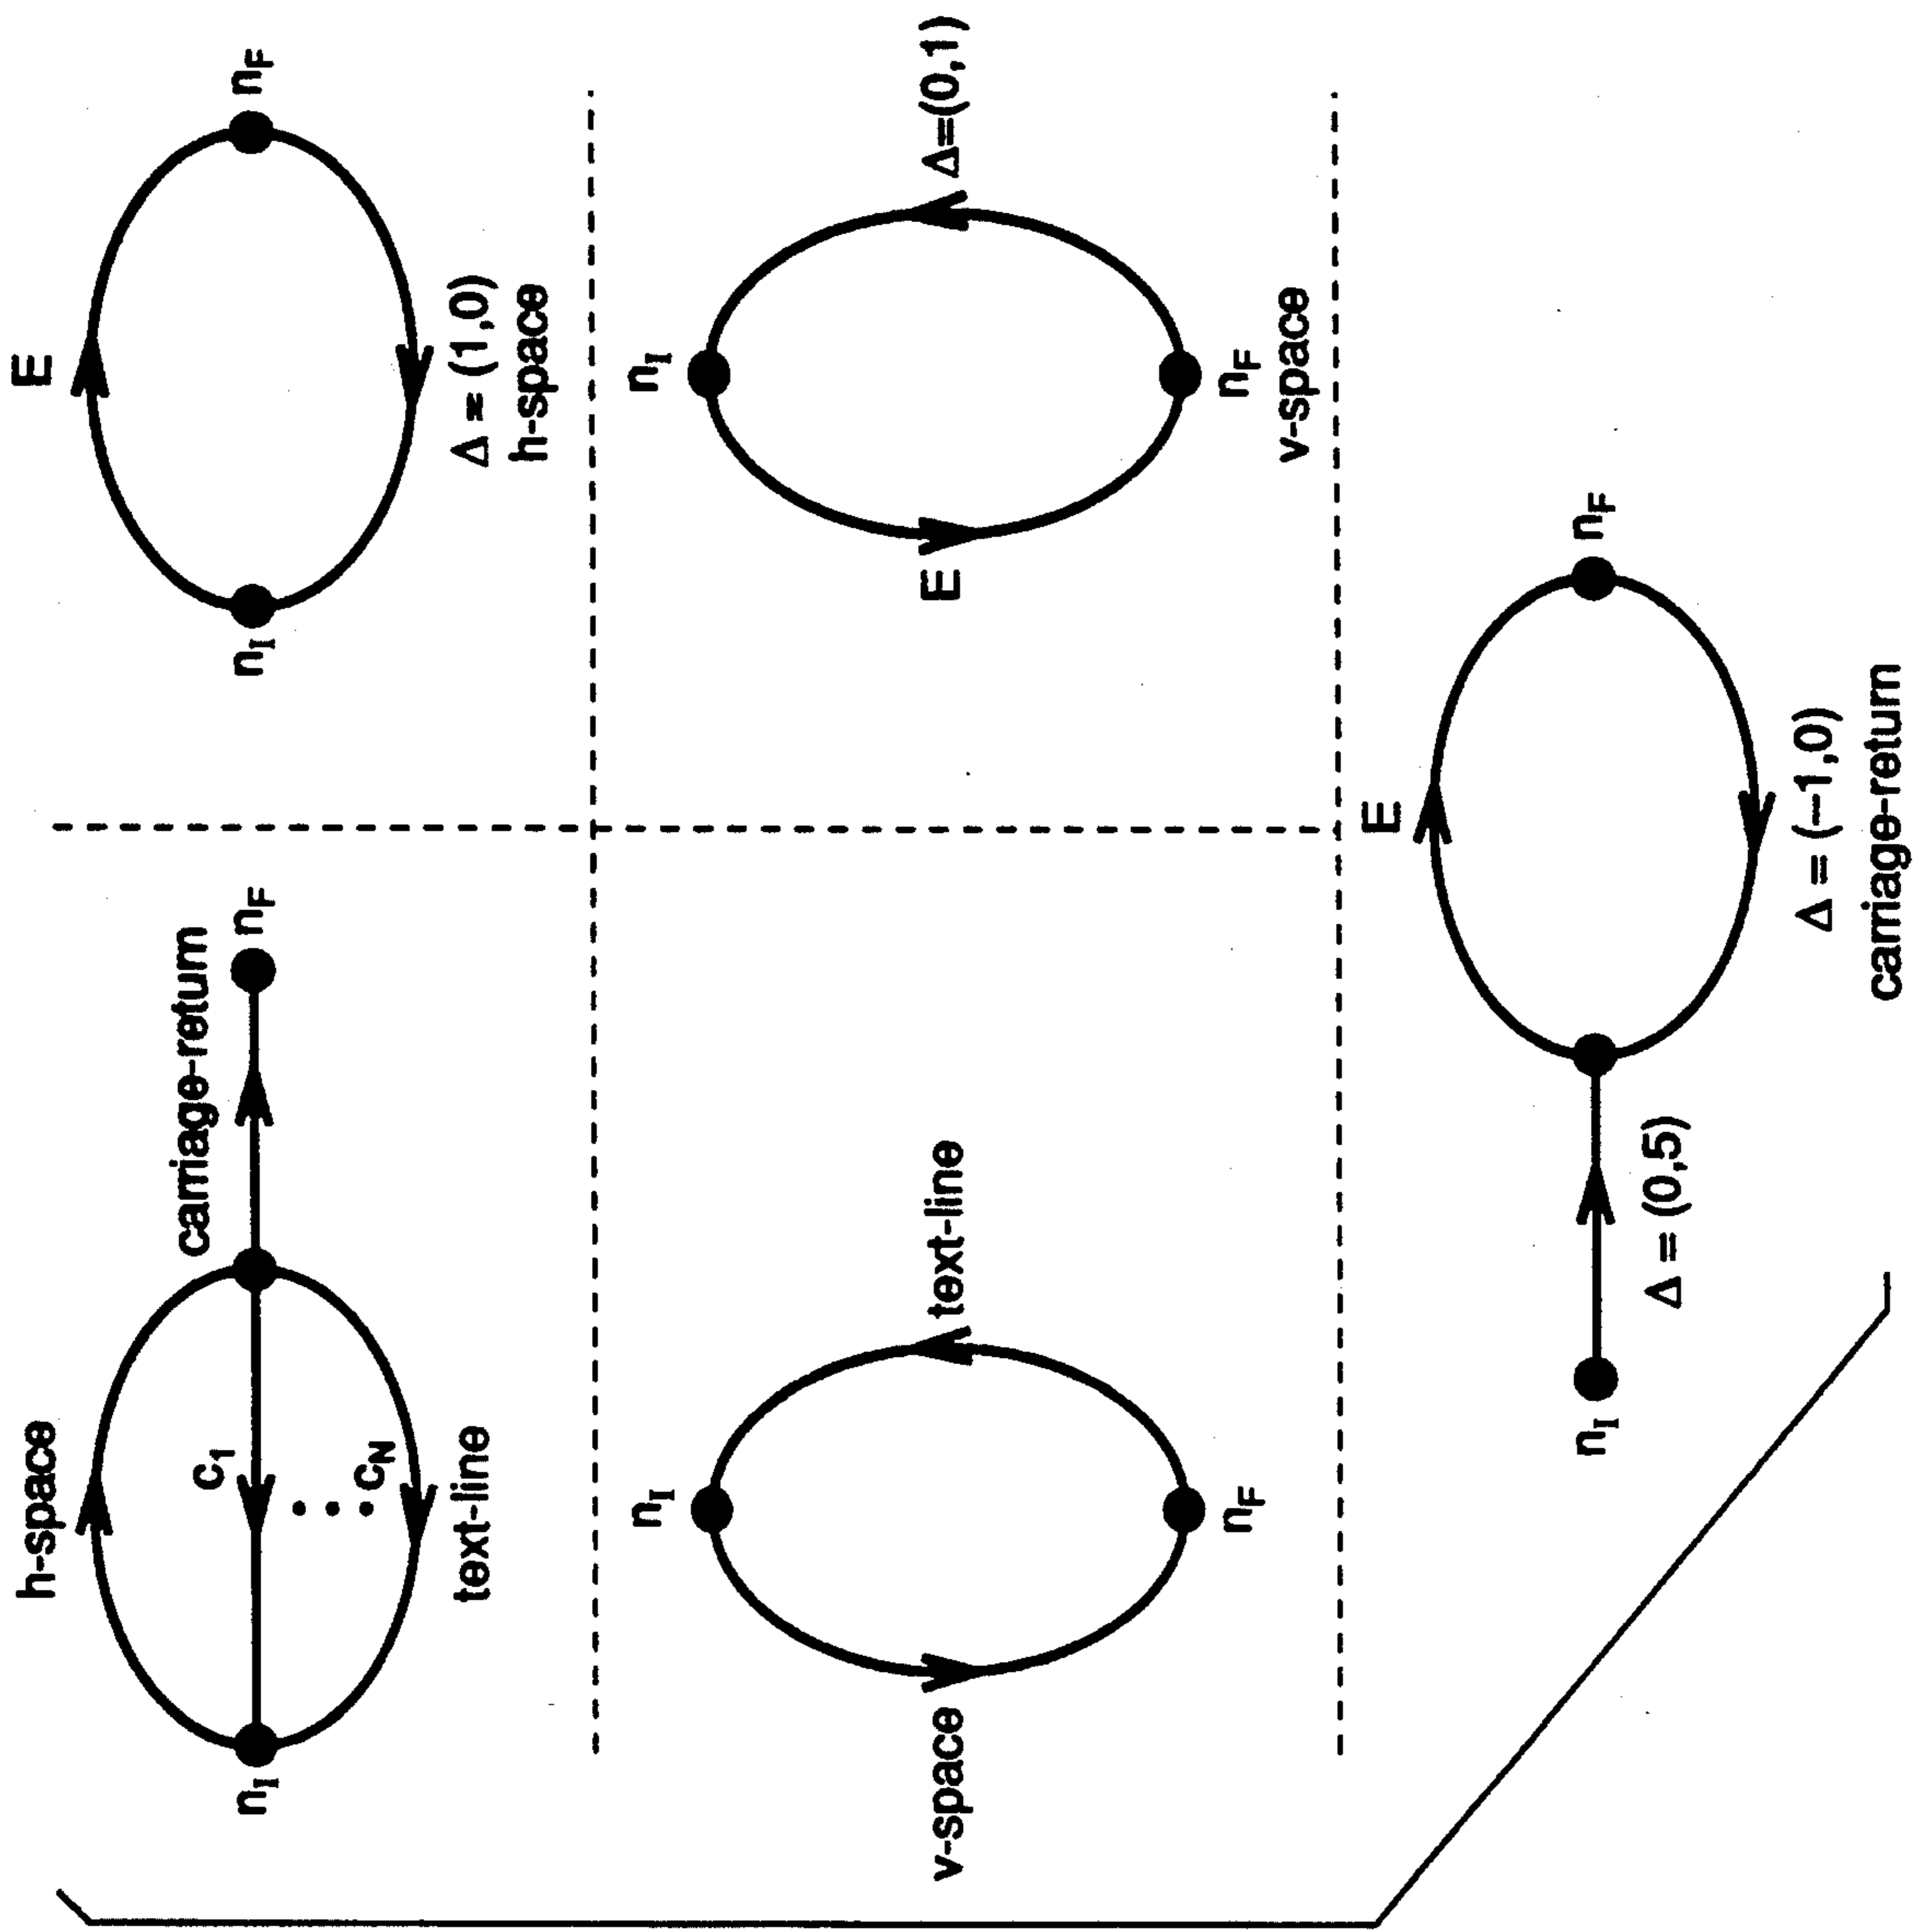 h-space
carriage-return
c1
nI
nF
cN
text-line
E
nI
nF
Δ = (1,0)
h-space
nI
v-space
text-line
nF
nI
E
Δ=(0,1)
nF
v-space
E
nI
nF
Δ = (0,5)
Δ = (−1,0)
carriage-return